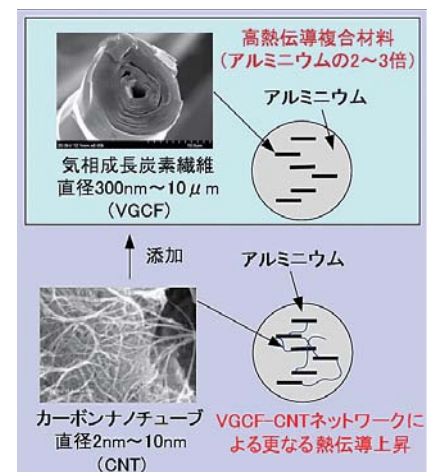 高熱伝導複合材料
(アルミニウムの2～3倍)
アルミニウム
気相成長炭素繊維
直径300nm～10μm
(VGCF)
添加
アルミニウム
カーボンナノチューブ
直径2nm～10nm
(CNT)
VGCF-CNTネットワークに
よる更なる熱伝導上昇